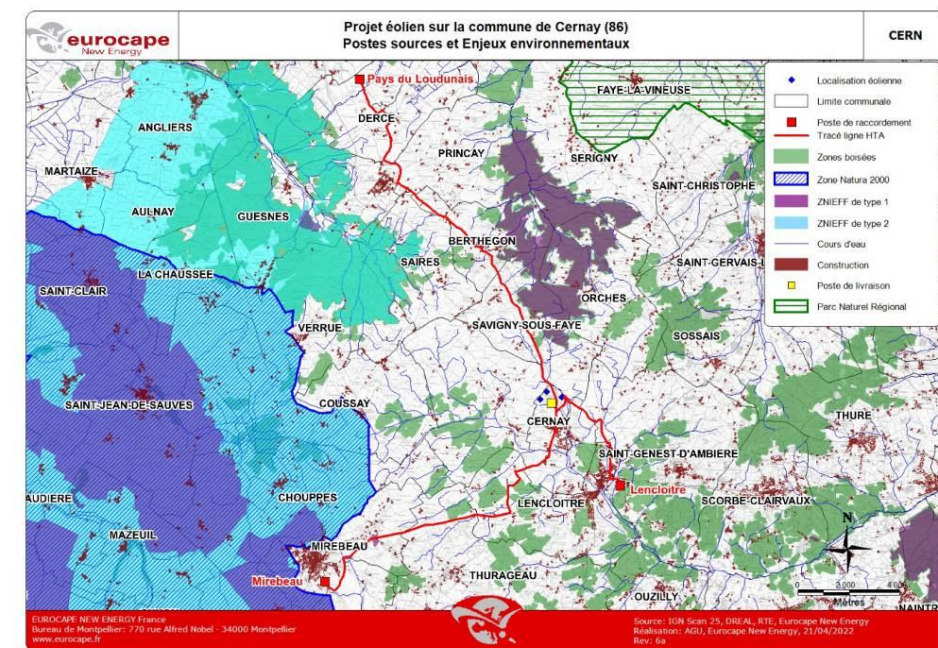 eurocape
New Energy
Projet éolien sur la commune de Cernay (86)
Postes sources et Enjeux environnementaux
CERN
Pays du Loudunais
FAYE-LA-VINEUSE
DERCE
ANGLIERS
PRINCAY
SERIGNY
MARTAIZE
SAINT-CHRISTOPHE
AULNAY
GUESNES
BERTHEGON
SAIRES
SAINT-GERVAIS-L
LA CHAUSSEE
SAINT-CLAIR
ORCHES
VERRUE
SAVIGNY-SOUS-FAYE
SOSSAIS
SAINT-JEAN-DE-SAUVES
COUSSAY
CERNAY
THURE
SAINT-GENEST-D'AMBIERE
Lencloitre
AUDIERE
CHOUPPES
LENCLOITRE
SCORBE-CLAIRVAUX
MAZEUIL
MIREBEAU
N
Mirebeau
THURAGEAU
OUZILLY
NAINTR
0 2 000 4 000
Mètres
Localisation éolienne
Limite communale
Poste de raccordement
Tracé ligne HTA
Zones boisées
Zone Natura 2000
ZNIEFF de type 1
ZNIEFF de type 2
Cours d'eau
Construction
Poste de livraison
Parc Naturel Régional
EUROCAPE NEW ENERGY France
Bureau de Montpellier: 770 rue Alfred Nobel - 34000 Montpellier
www.eurocape.fr
Source: IGN Scan 25, DREAL, RTE, Eurocape New Energy
Réalisation: AGU, Eurocape New Energy, 21/04/2022
Rev: 6a